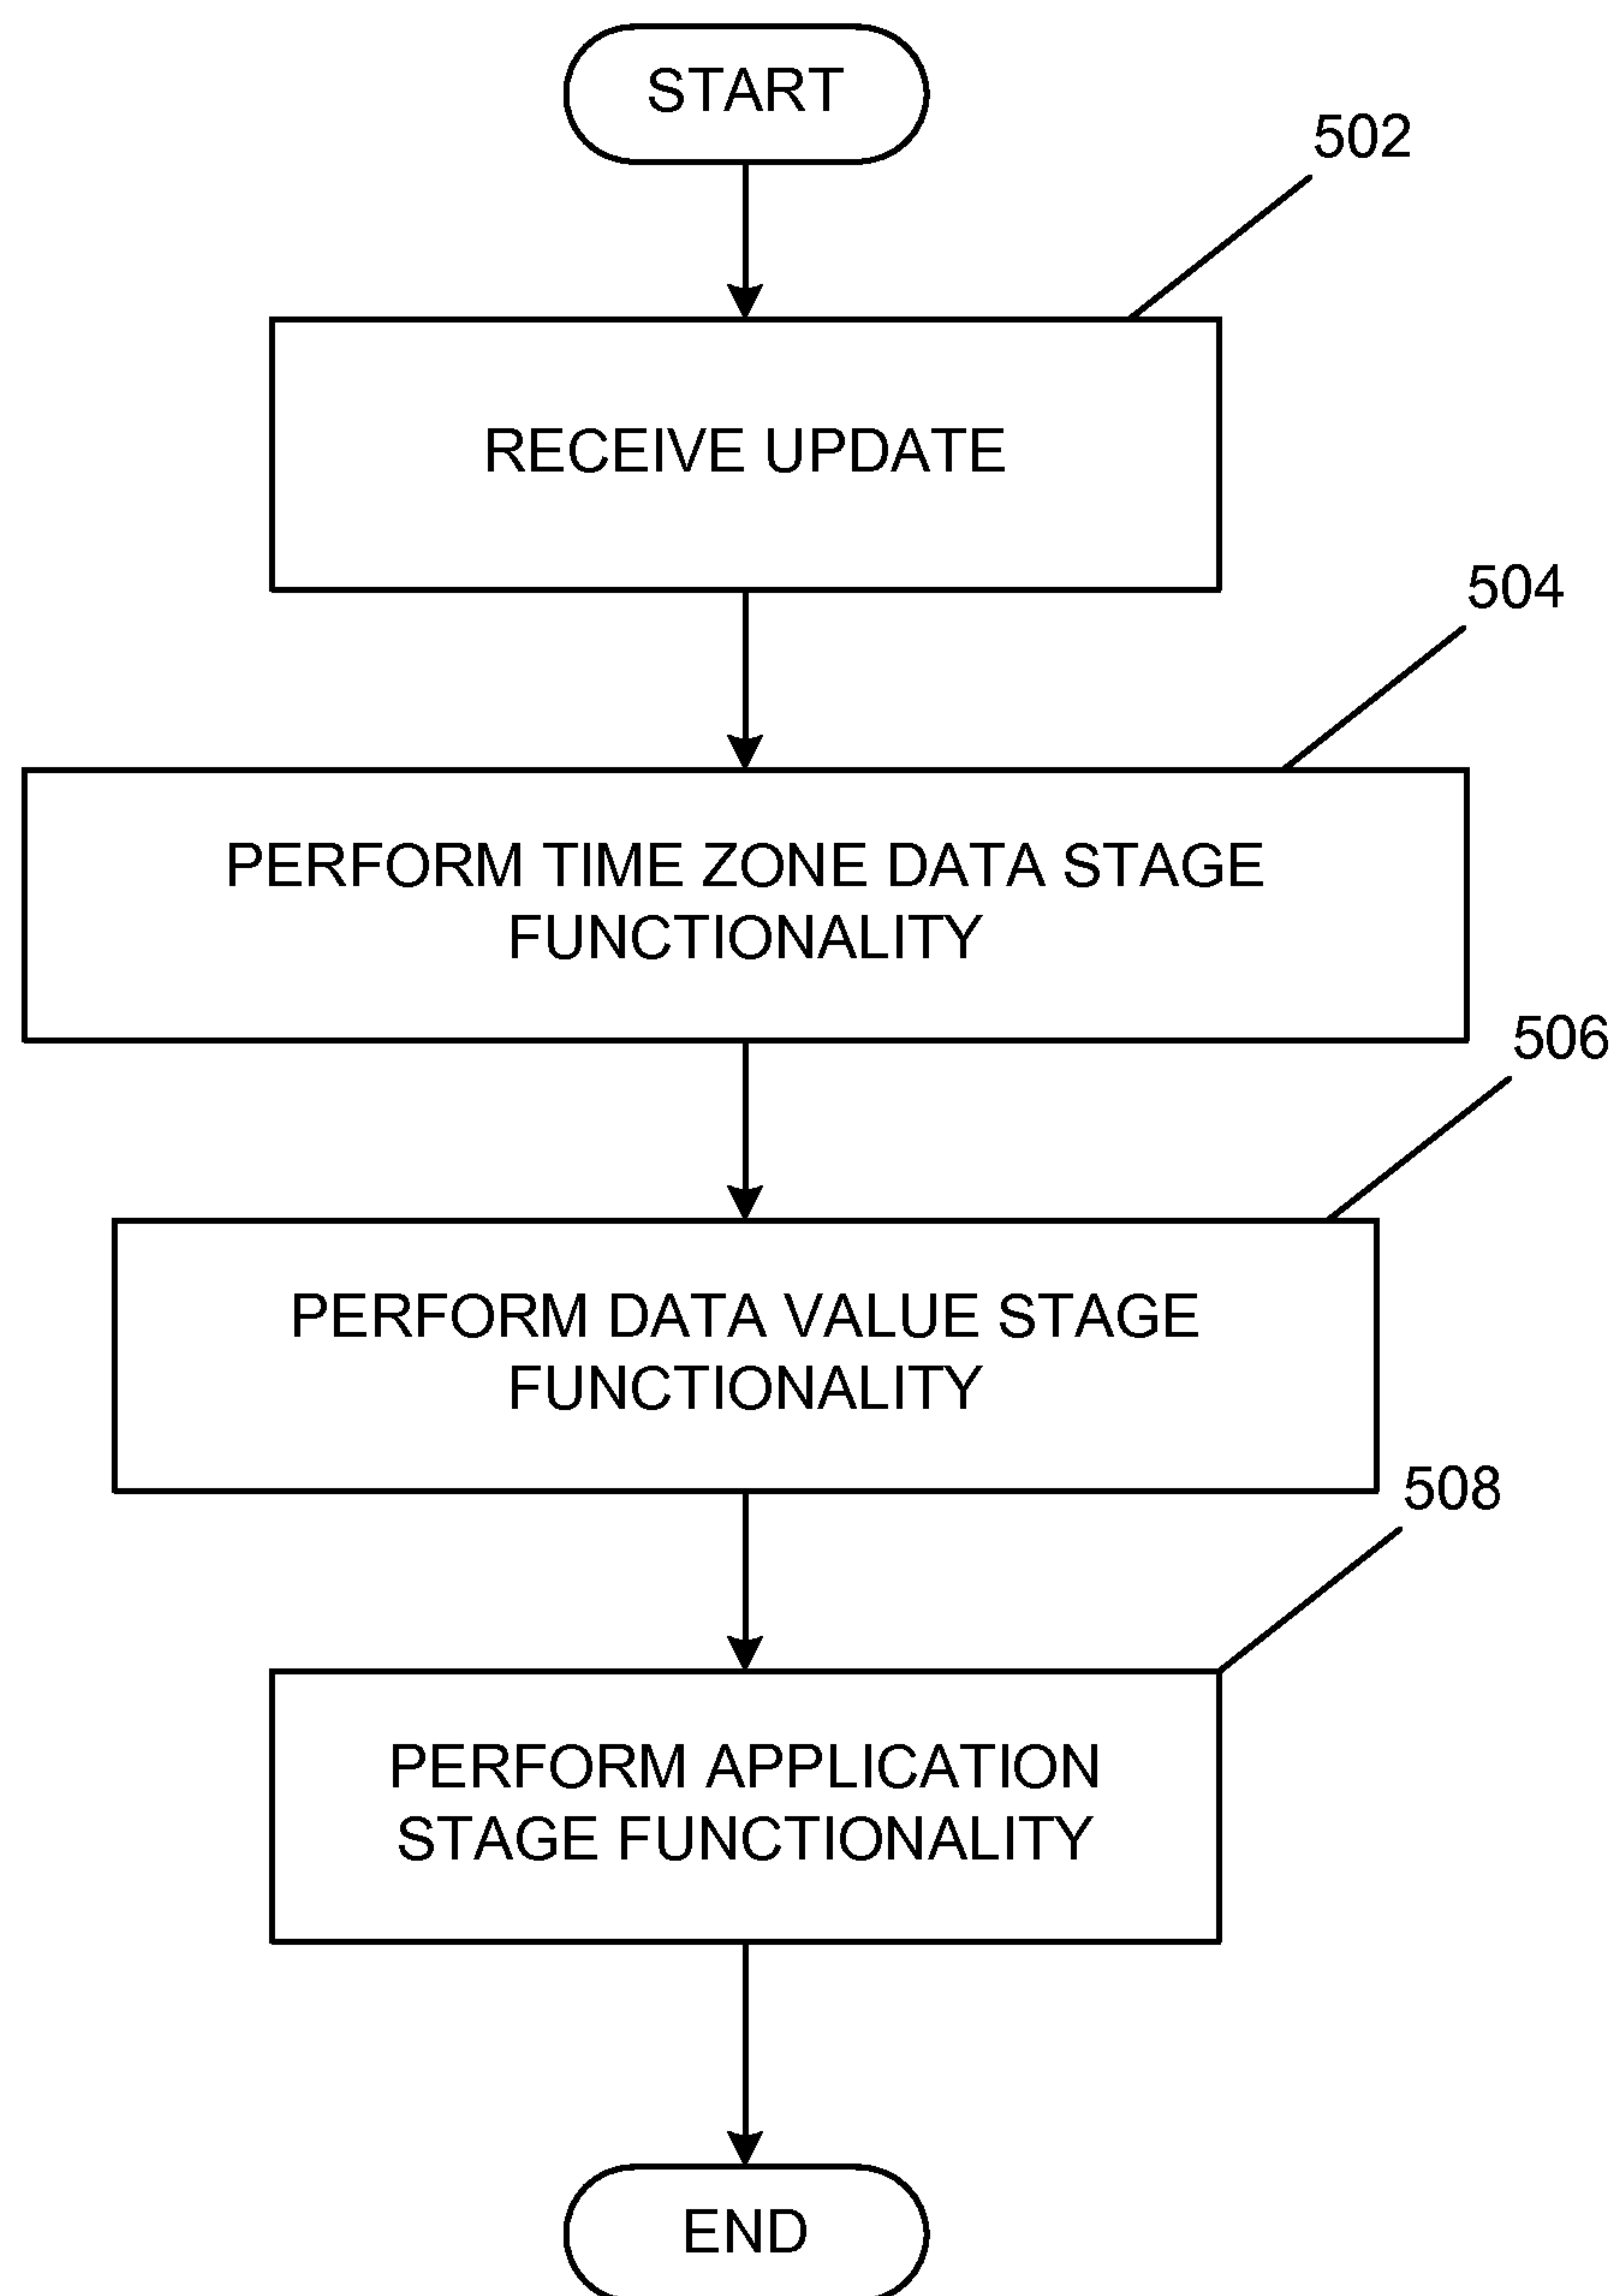 START
502
RECEIVE UPDATE
504
PERFORM TIME ZONE DATA STAGE
FUNCTIONALITY
506
PERFORM DATA VALUE STAGE
FUNCTIONALITY
508
PERFORM APPLICATION
STAGE FUNCTIONALITY
END